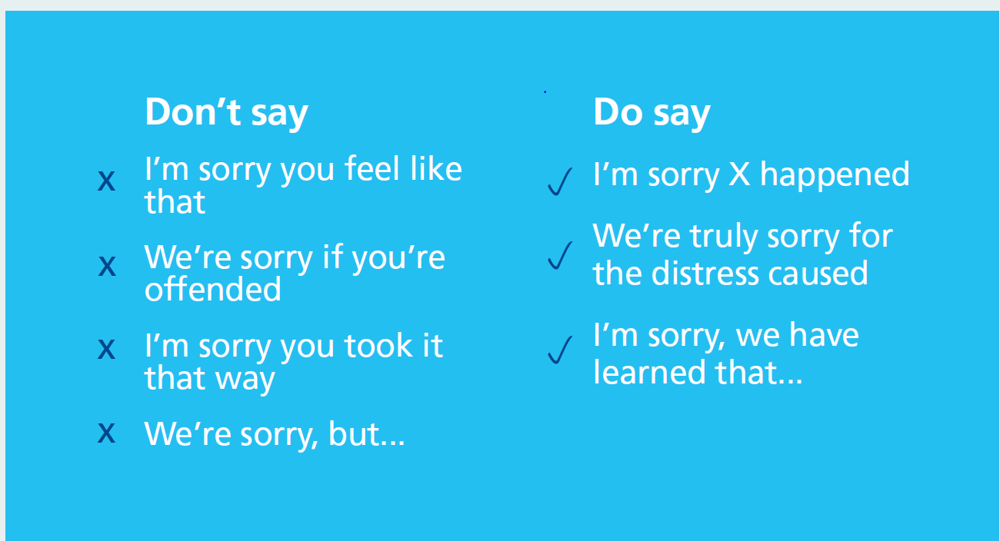 Don’t say
X I’m sorry you feel like
that
X We’re sorry if you’re
offended
X I’m sorry you took it
that way
X We’re sorry, but...
Do say
✓ I’m sorry X happened
✓ We’re truly sorry for
the distress caused
✓ I’m sorry, we have
learned that...